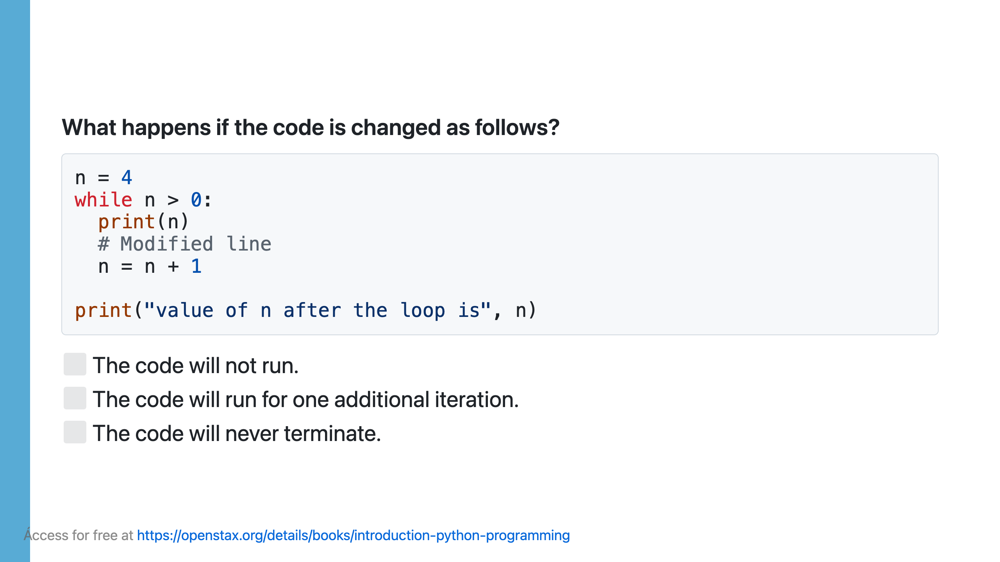 What happens if the code is changed as follows?
n = 4
while n > 0:
  print(n)
  # Modified line
  n = n + 1

print("value of n after the loop is", n)
The code will not run.
The code will run for one additional iteration.
The code will never terminate.
Áccess for free at https://openstax.org/details/books/introduction-python-programming